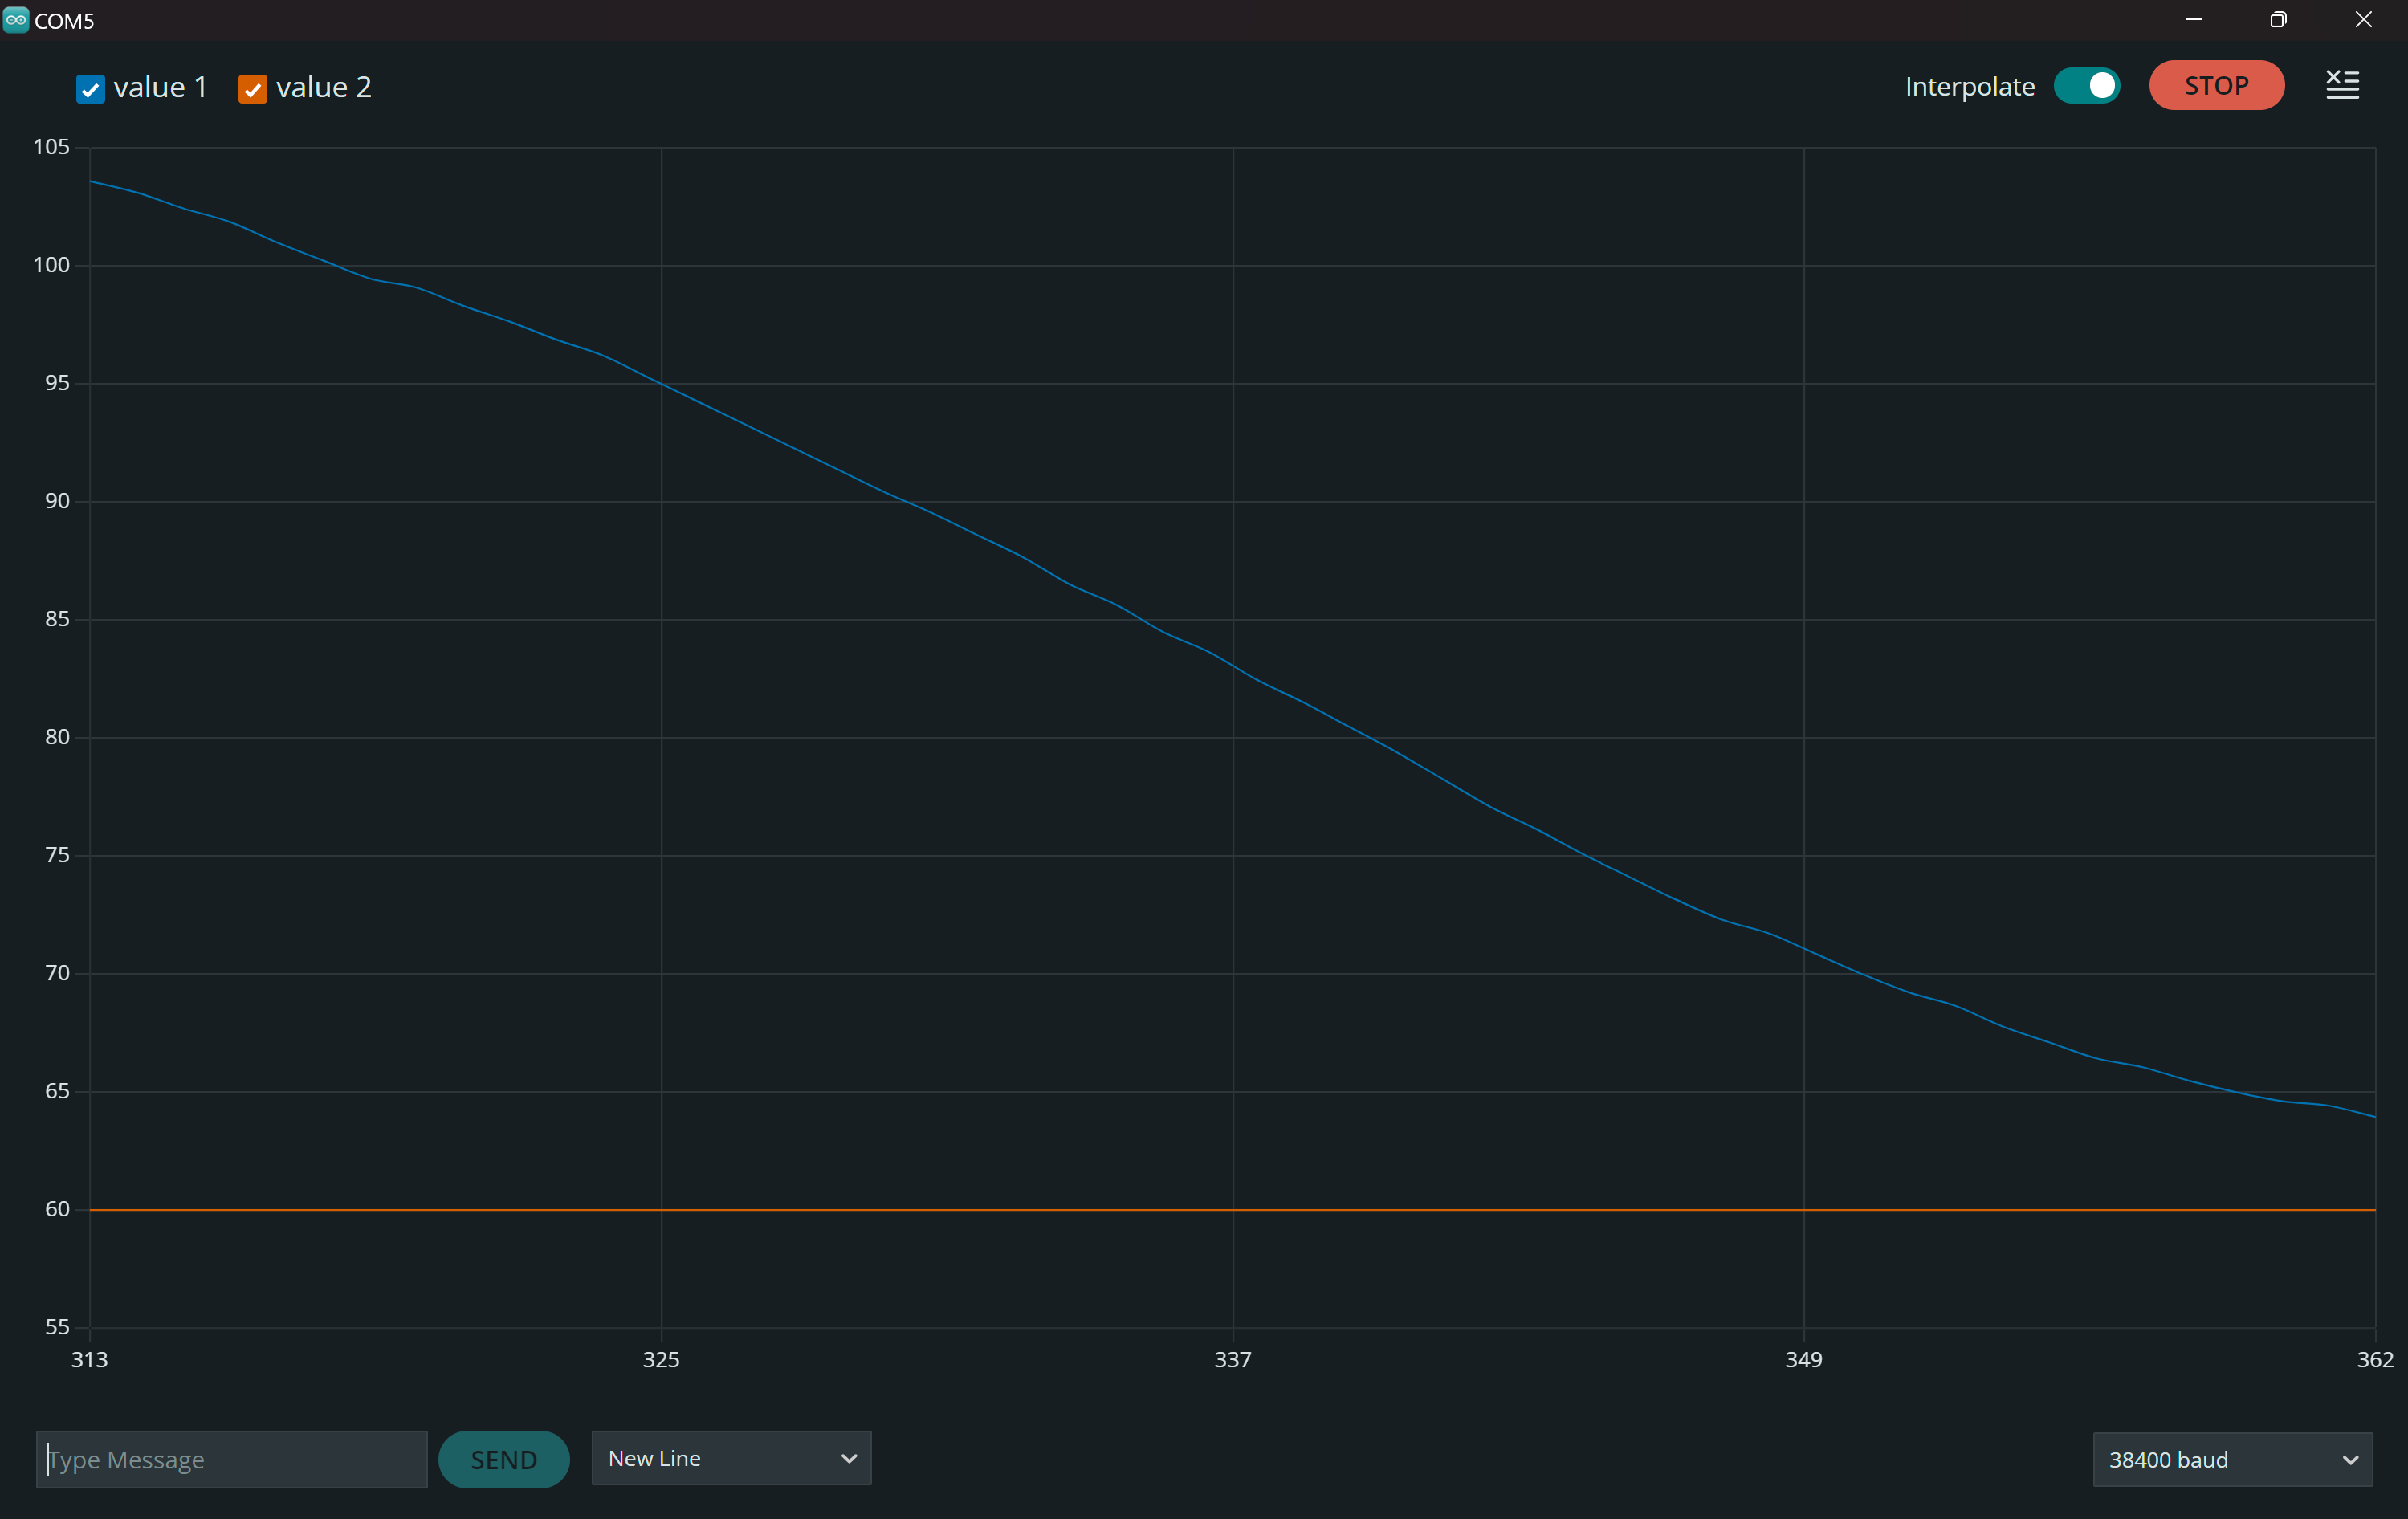 COM5
value 1 value 2 Interpolate STOP
105
100
95
90
85
80
75
70
65
60
55
313 325 337 349 362
Type Message SEND New Line 38400 baud